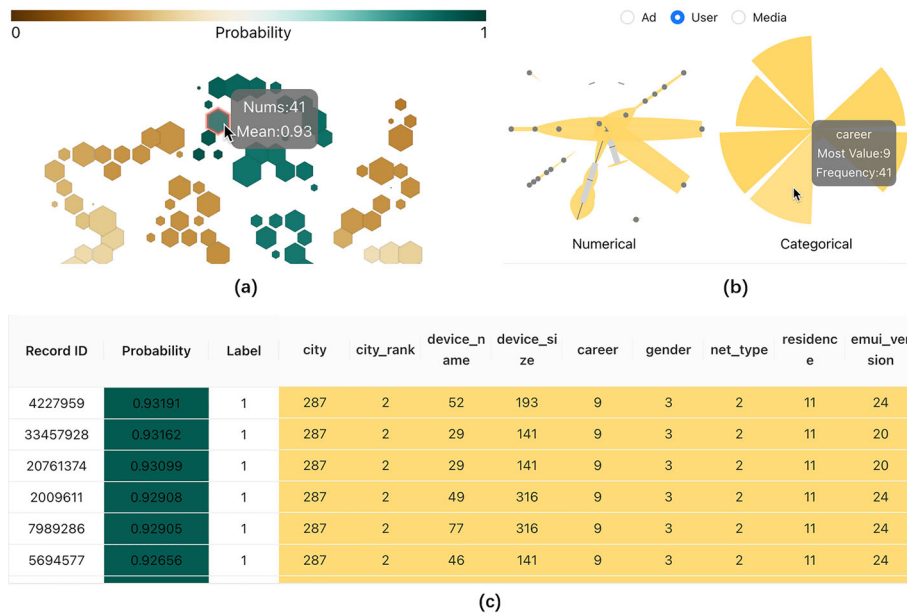 0
Probability
1
Nums:41
Mean:0.93
(a)
Ad User Media
career
Most Value:9
Frequency:41
Numerical
Categorical
(b)
Record ID Probability Label city city_rank device_n
ame device_si
ze career gender net_type residenc
e emui_ver
sion
4227959 0.93191 1 287 2 52 193 9 3 2 11 24
33457928 0.93162 1 287 2 29 141 9 3 2 11 20
20761374 0.93099 1 287 2 29 141 9 3 2 11 20
2009611 0.92908 1 287 2 49 316 9 3 2 11 24
7989286 0.92905 1 287 2 77 316 9 3 2 11 24
5694577 0.92656 1 287 2 46 141 9 3 2 11 24
(c)